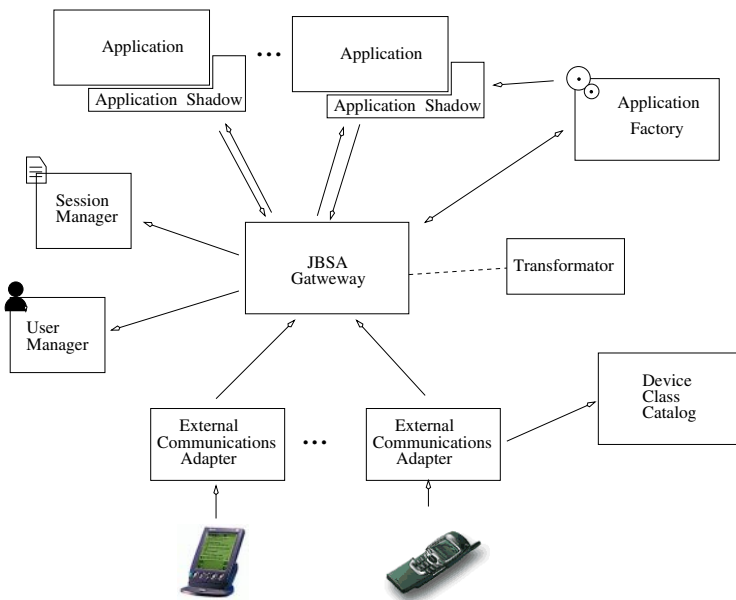 Application
...
Application
Application Shadow
Application Shadow
Application
Factory
Session
Manager
JBSA
Gatweway
Transformator
User
Manager
Device
Class
Catalog
External
Communications
Adapter
...
External
Communications
Adapter